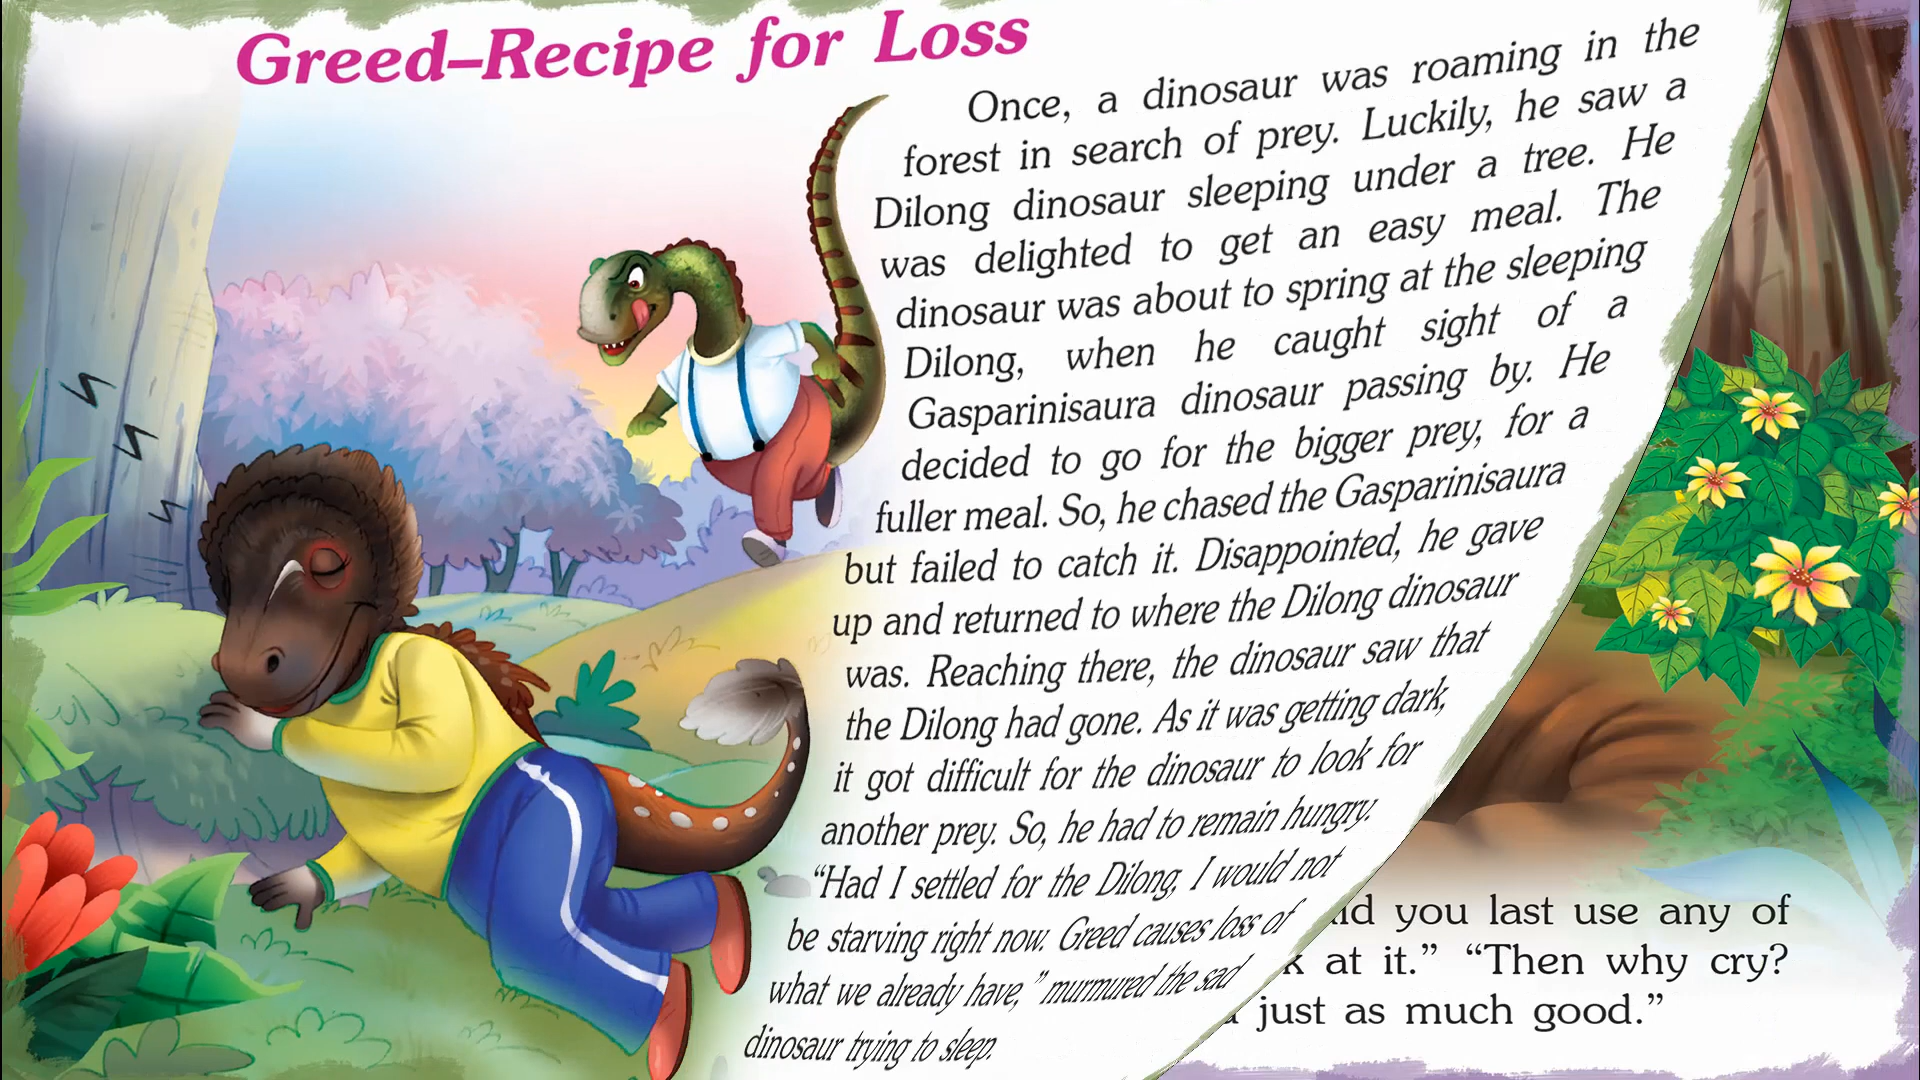 Greed–Recipe for Loss
Once, a dinosaur was roaming in the
forest in search of prey. Luckily, he saw a
Dilong dinosaur sleeping under a tree. He
was delighted to get an easy meal. The
dinosaur was about to spring at the sleeping
Dilong, when he caught sight of a
Gasparinisaura dinosaur passing by. He
decided to go for the bigger prey, for a
fuller meal. So, he chased the Gasparinisaura
but failed to catch it. Disappointed, he gave
up and returned to where the Dilong dinosaur
was. Reaching there, the dinosaur saw that
the Dilong had gone. As it was getting dark,
it got difficult for the dinosaur to look for
another prey. So, he had to remain hungry.
“Had I settled for the Dilong, I would not
be starving right now. Greed causes loss of
what we already have,” murmured the sad
dinosaur trying to sleep.
you last use any of
at it.” “Then why cry?
just as much good.”